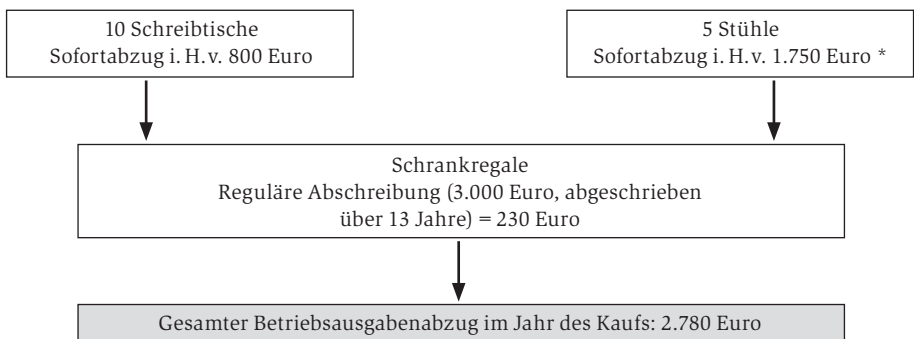 10 Schreibtische
Sofortabzug i. H. v. 800 Euro
5 Stühle
Sofortabzug i. H. v. 1.750 Euro *
Schrankregale
Reguläre Abschreibung (3.000 Euro, abgeschrieben
über 13 Jahre) = 230 Euro
Gesamter Betriebsausgabenabzug im Jahr des Kaufs: 2.780 Euro